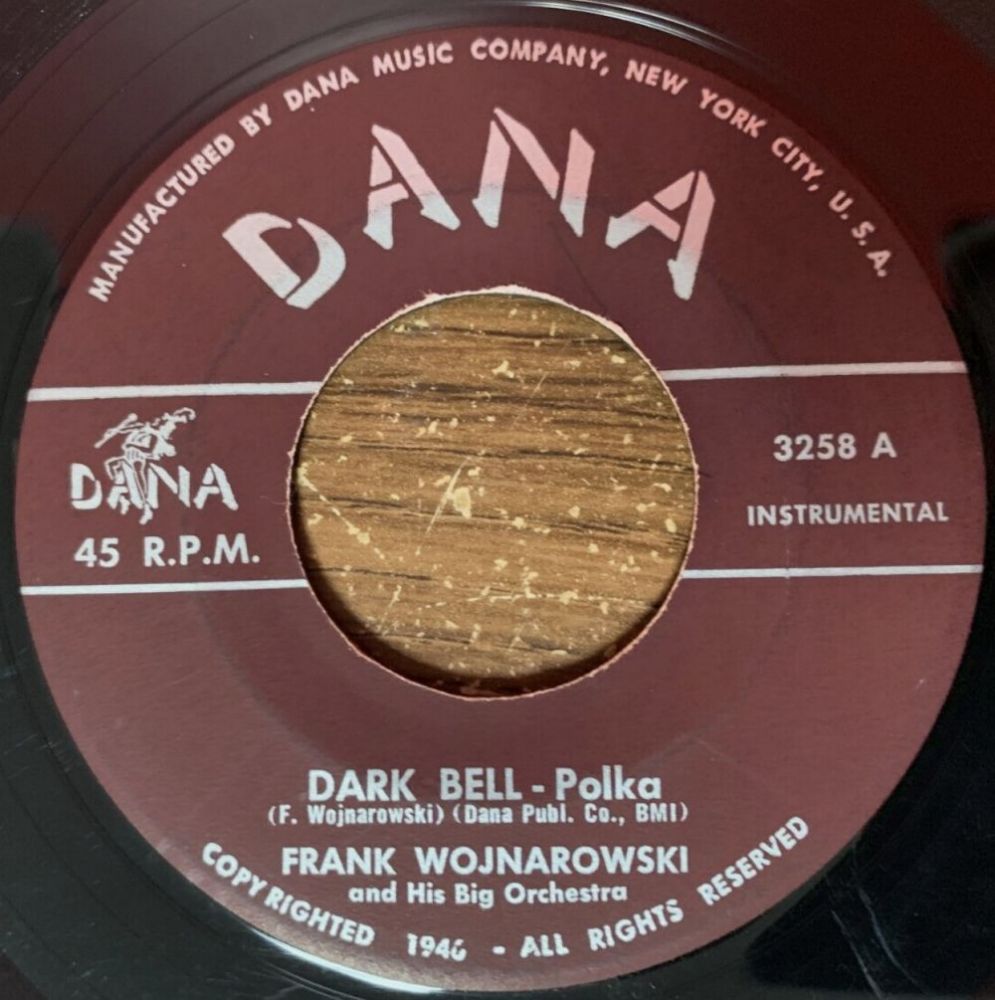 MANUFACTURED BY DANA MUSIC COMPANY, NEW YORK CITY, U. S. A.
DANA
DANA
45 R.P.M.
3258 A
INSTRUMENTAL
DARK BELL - Polka
(F. Wojnarowski) (Dana Publ. Co., BMI)
FRANK WOJNAROWSKI
and His Big Orchestra
COPYRIGHTED 1946 - ALL RIGHTS RESERVED